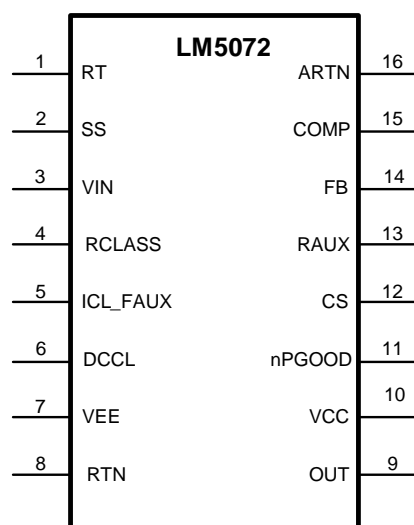 LM5072
1 RT ARTN 16
2 SS COMP 15
3 VIN FB 14
4 RCLASS RAUX 13
5 ICL_FAUX CS 12
6 DCCL nPGOOD 11
7 VEE VCC 10
8 RTN OUT 9